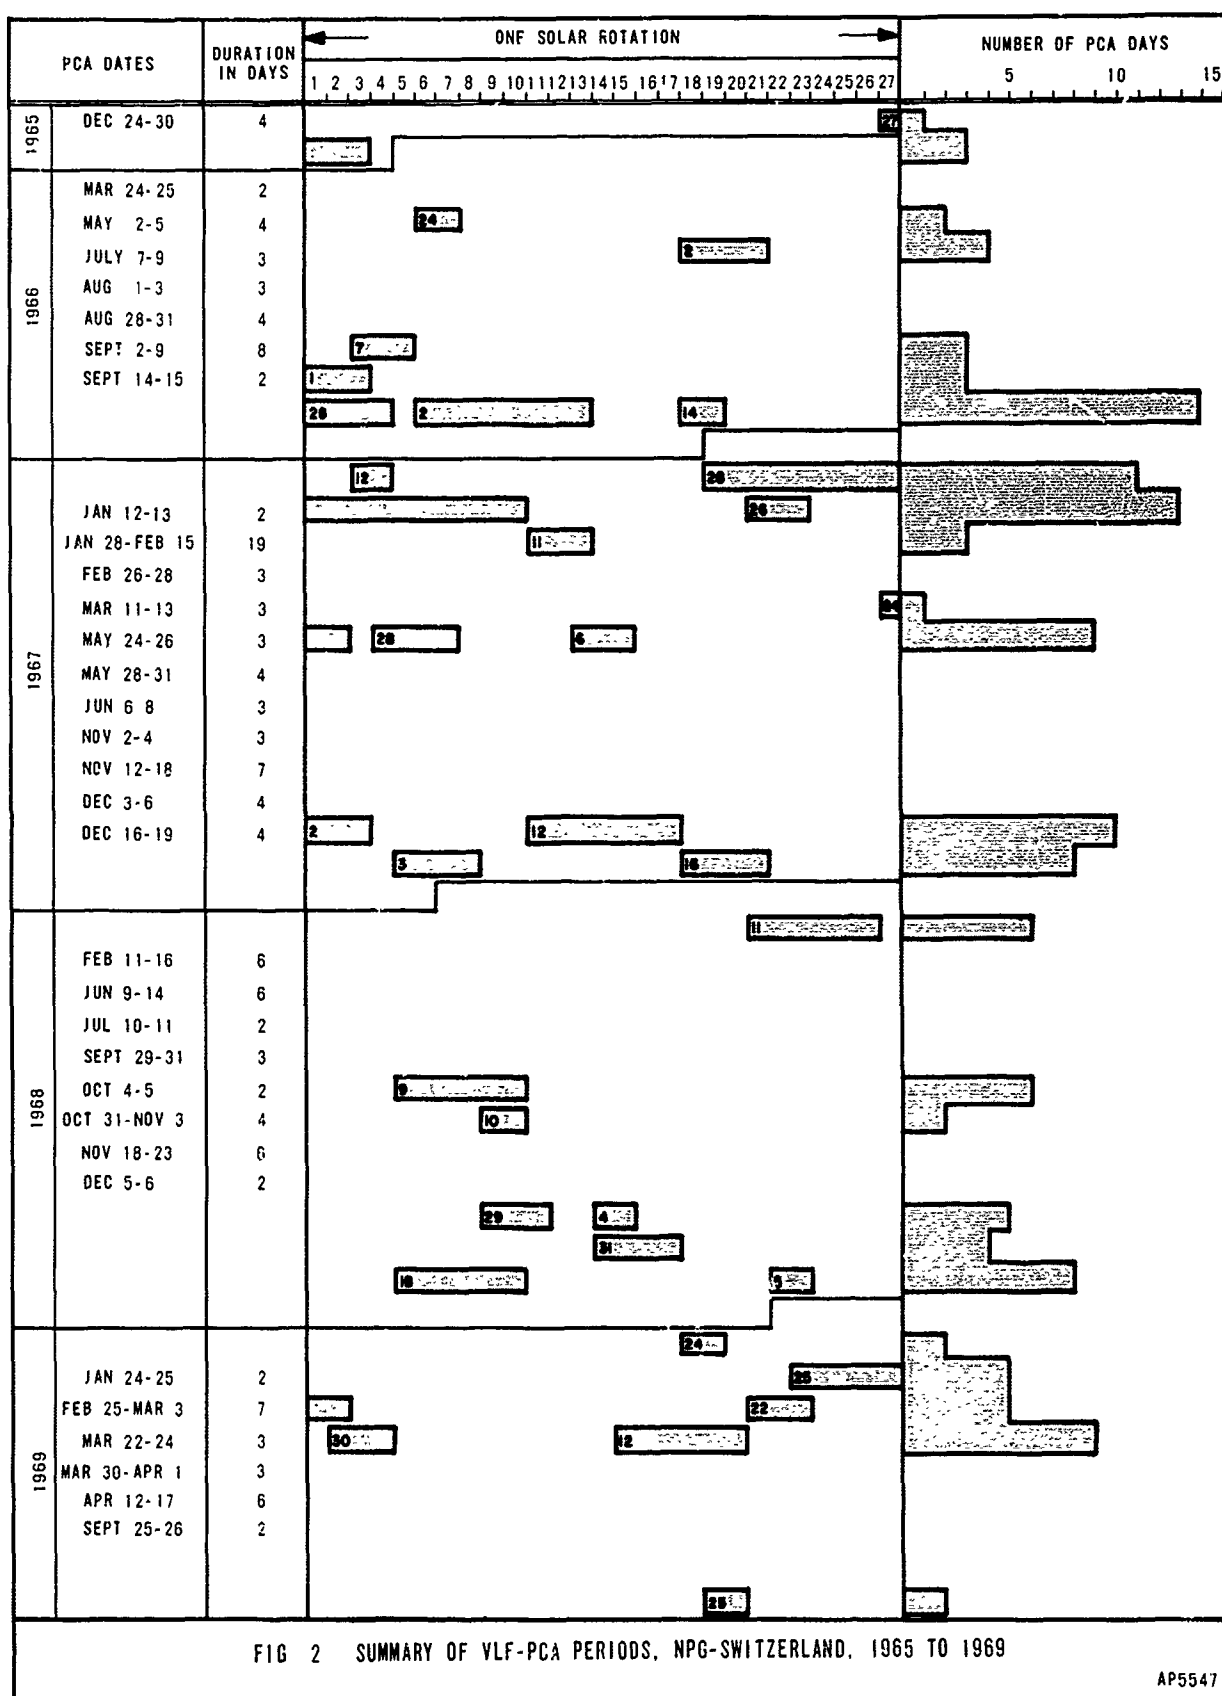 PCA DATES DURATION IN DAYS ONF SOLAR ROTATION NUMBER OF PCA DAYS
1 2 3 4 5 6 7 8 9 10 11 12 13 14 15 16 17 18 19 20 21 22 23 24 25 26 27 5 10 15
1965
DEC 24-30 4 27
1966
MAR 24-25 2
MAY 2-5 4 24
JULY 7-9 3 2
AUG 1-3 3
AUG 28-31 4
SEPT 2-9 8 7
SEPT 14-15 2 1
28 2 14
1967
12 28
JAN 12-13 2 26
JAN 28-FEB 15 19 11
FEB 26-28 3
MAR 11-13 3
MAY 24-26 3 28 6
MAY 28-31 4
JUN 6 8 3
NOV 2-4 3
NOV 12-18 7
DEC 3-6 4
DEC 16-19 4 2 12
3 16
1968
11
FEB 11-16 6
JUN 9-14 6
JUL 10-11 2
SEPT 29-31 3
OCT 4-5 2 9
OCT 31-NOV 3 4 10
NOV 18-23 6
DEC 5-6 2
29 4
31
18 5
1969
24
JAN 24-25 2 25
FEB 25-MAR 3 7 22
MAR 22-24 3 30 12
MAR 30-APR 1 3
APR 12-17 6
SEPT 25-26 2
25
FIG 2 SUMMARY OF VLF-PCA PERIODS, NPG-SWITZERLAND, 1965 TO 1969
AP5547